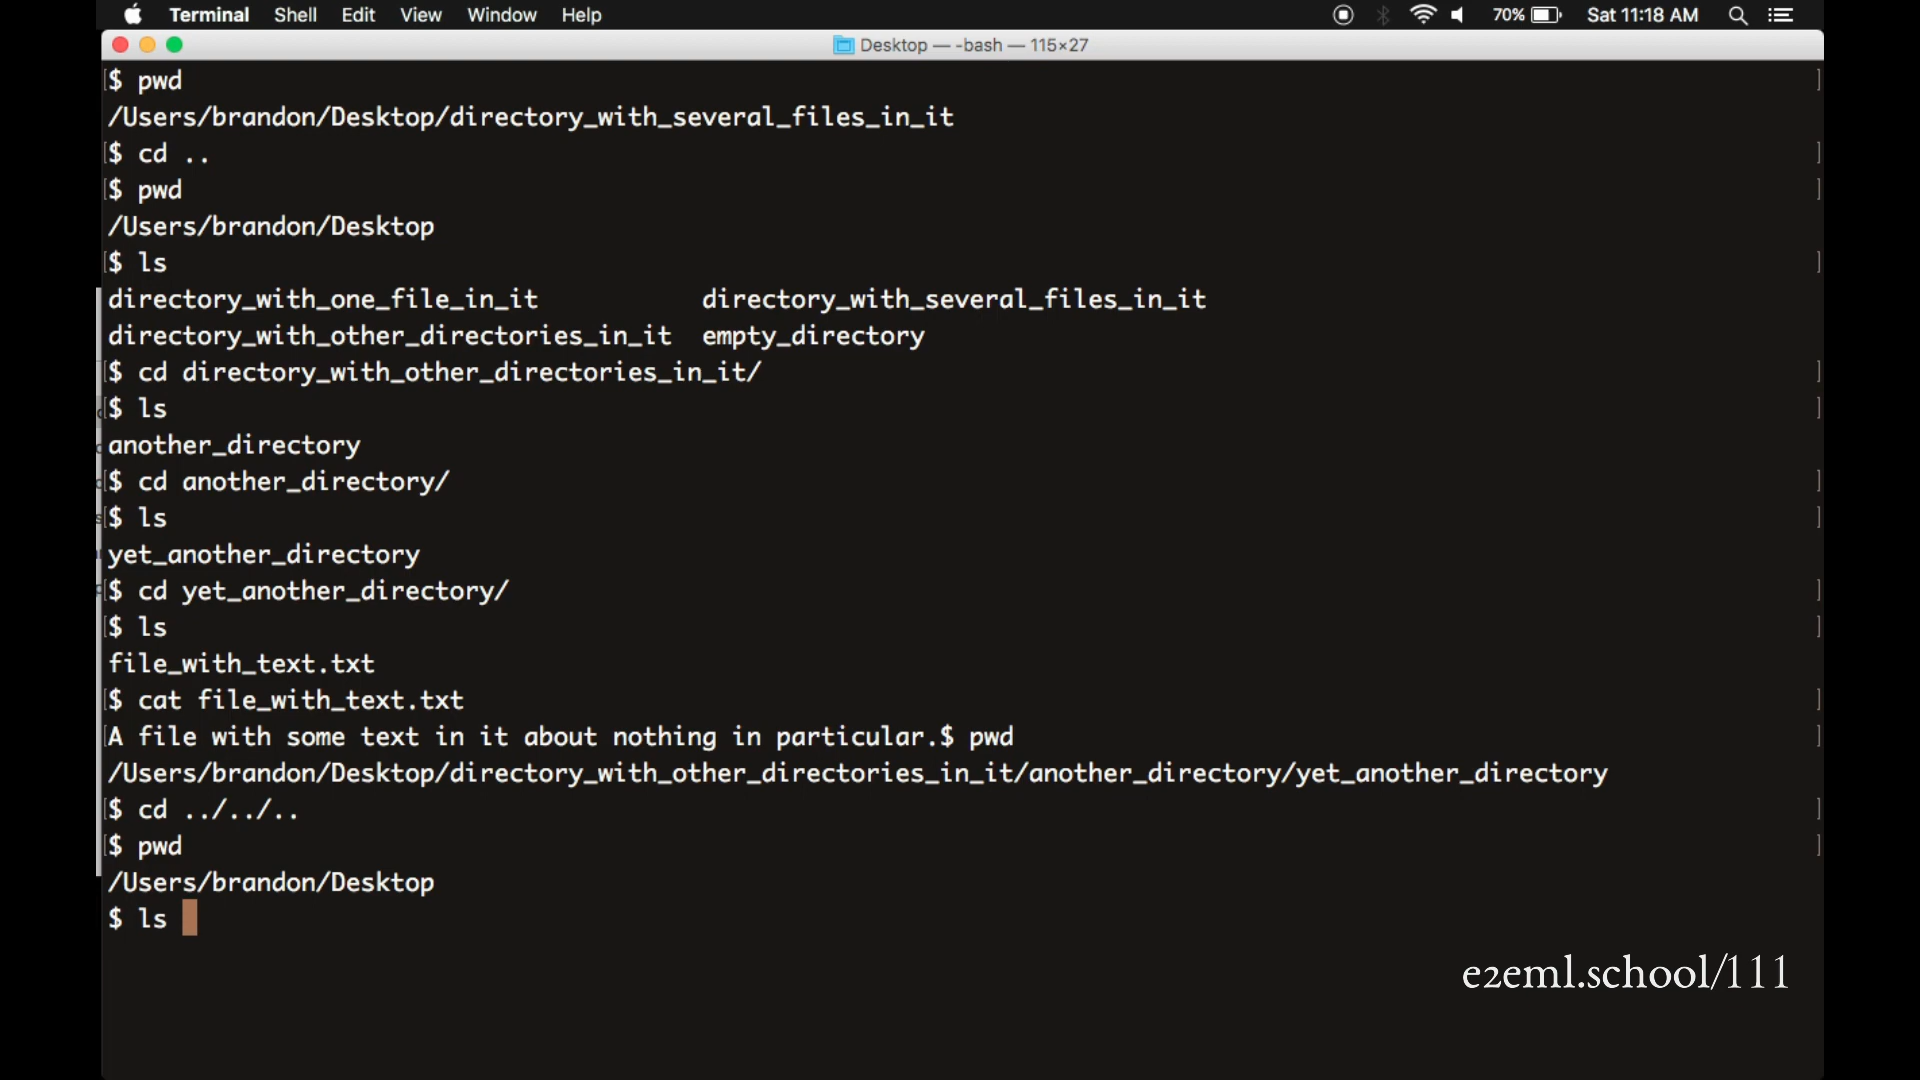 Terminal Shell Edit View Window Help 70% Sat 11:18 AM
Desktop — -bash — 115×27
$ pwd
/Users/brandon/Desktop/directory_with_several_files_in_it
$ cd ..
$ pwd
/Users/brandon/Desktop
$ ls
directory_with_one_file_in_it directory_with_several_files_in_it
directory_with_other_directories_in_it empty_directory
$ cd directory_with_other_directories_in_it/
$ ls
another_directory
$ cd another_directory/
$ ls
yet_another_directory
$ cd yet_another_directory/
$ ls
file_with_text.txt
$ cat file_with_text.txt
A file with some text in it about nothing in particular.$ pwd
/Users/brandon/Desktop/directory_with_other_directories_in_it/another_directory/yet_another_directory
$ cd ../../..
$ pwd
/Users/brandon/Desktop
$ ls
e2eml.school/111